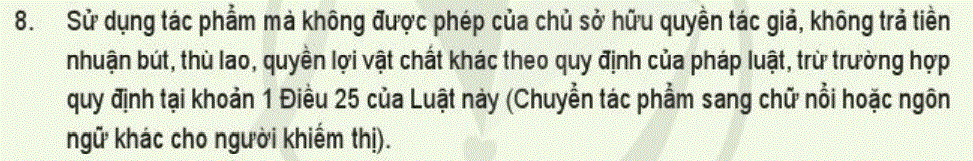 8. Sử dụng tác phẩm mà không được phép của chủ sở hữu quyền tác giả, không trả tiền
nhuận bút, thù lao, quyền lợi vật chất khác theo quy định của pháp luật, trừ trường hợp
quy định tại khoản 1 Điều 25 của Luật này (Chuyển tác phẩm sang chữ nổi hoặc ngôn
ngữ khác cho người khiếm thị).